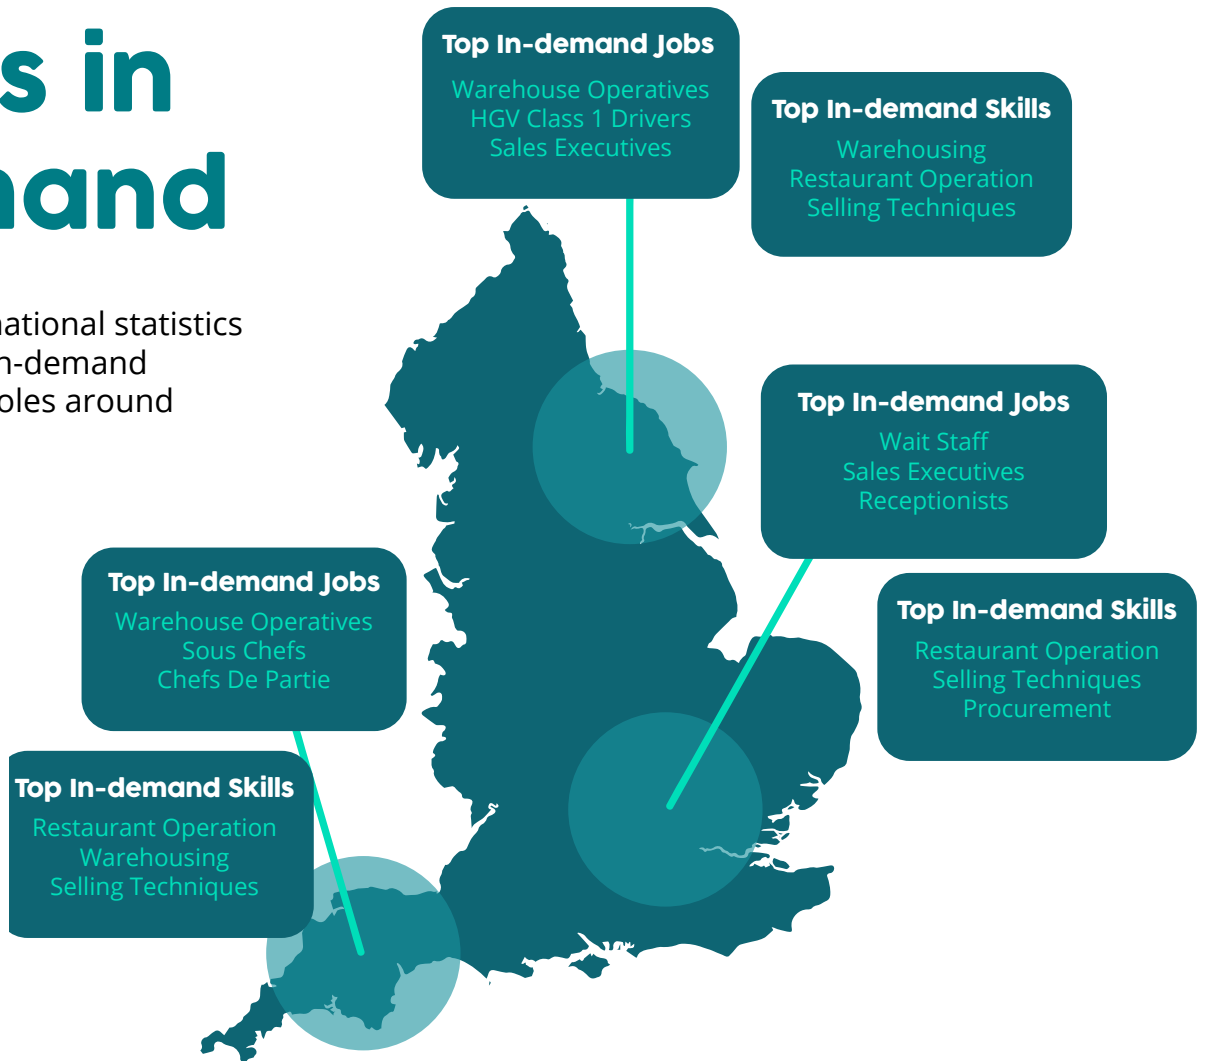 s in
mand
national statistics
n-demand
oles around
Top In-demand Jobs
Warehouse Operatives
HGV Class 1 Drivers
Sales Executives
Top In-demand Skills
Warehousing
Restaurant Operation
Selling Techniques
Top In-demand Jobs
Wait Staff
Sales Executives
Receptionists
Top In-demand Skills
Restaurant Operation
Selling Techniques
Procurement
Top In-demand Jobs
Warehouse Operatives
Sous Chefs
Chefs De Partie
Top In-demand Skills
Restaurant Operation
Warehousing
Selling Techniques